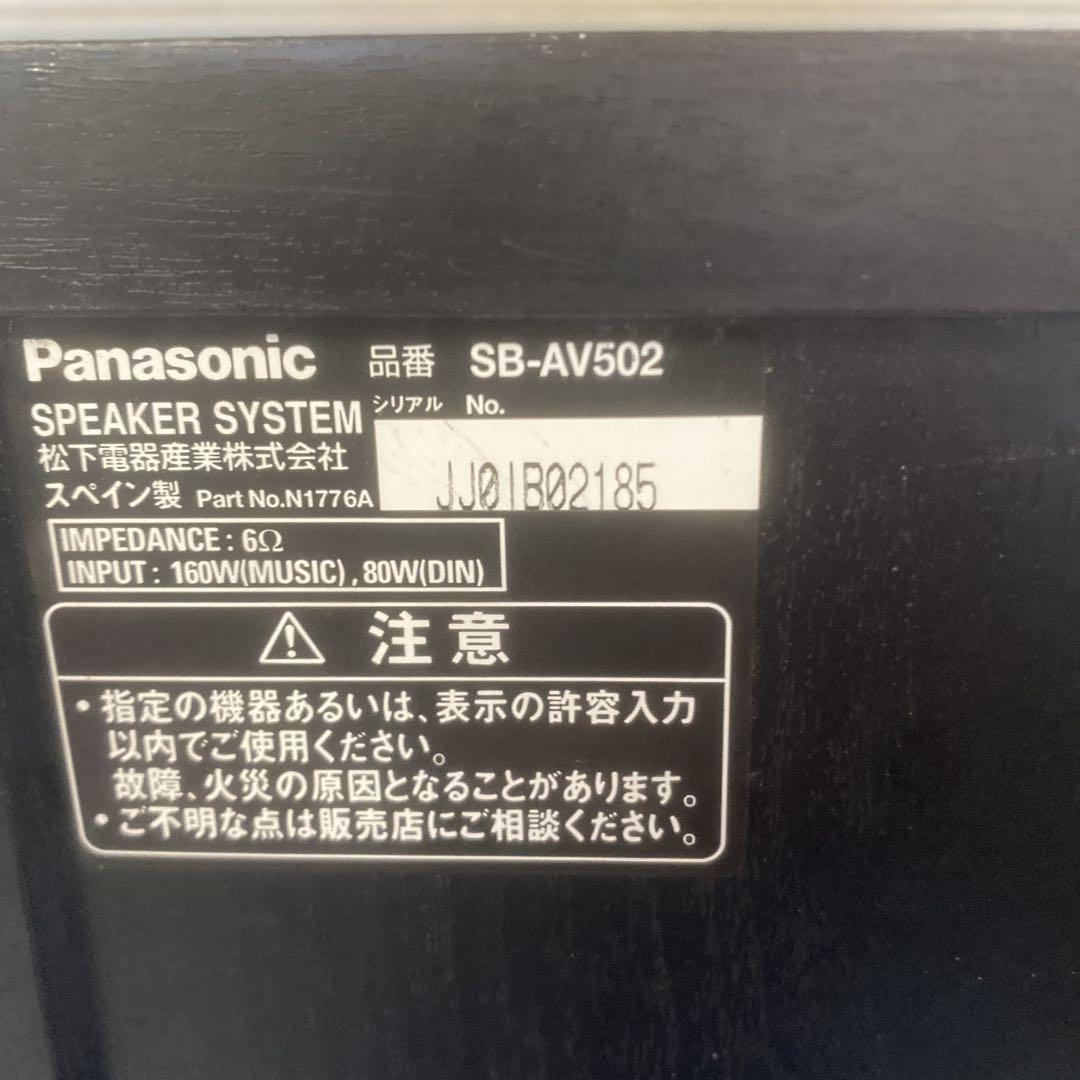 Panasonic 品番 SB-AV502
SPEAKER SYSTEM シリアル No.
松下電器産業株式会社
JJ01B02185
スペイン製 Part No.N1776A
IMPEDANCE : 6Ω
INPUT : 160W(MUSIC) , 80W(DIN)
⚠ 注意
・指定の機器あるいは、表示の許容入力
以内でご使用ください。
故障、火災の原因となることがあります。
・ご不明な点は販売店にご相談ください。